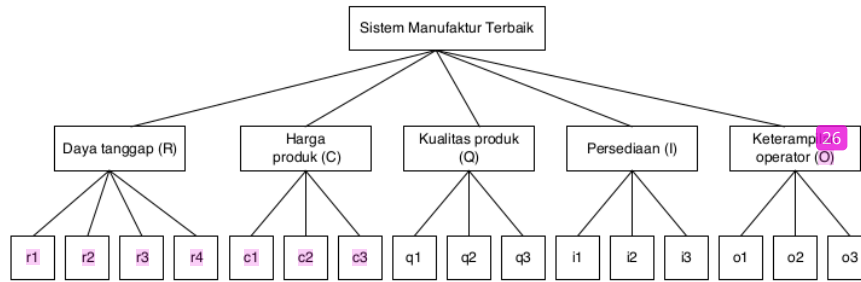 Sistem Manufaktur Terbaik
Daya tanggap (R)
Harga
produk (C)
Kualitas produk
(Q)
Persediaan (I)
26
operator (O)
r1
r2
r3
r4
c1
c2
c3
q1
q2
q3
i1
i2
i3
o1
o2
o3